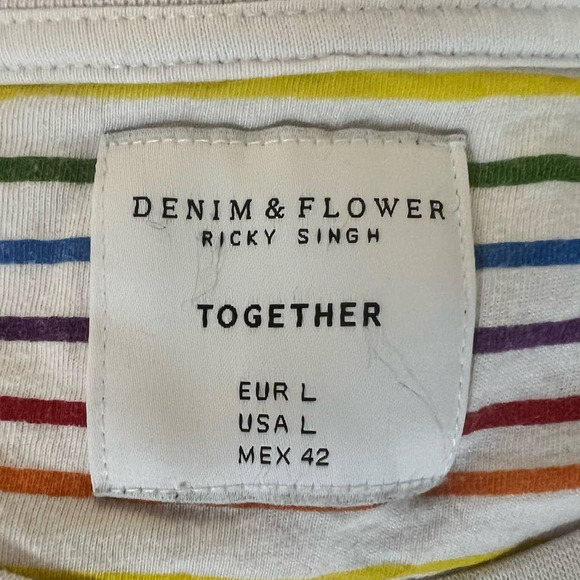 DENIM & FLOWER
RICKY SINGH
TOGETHER
EUR L
USA L
MEX 42